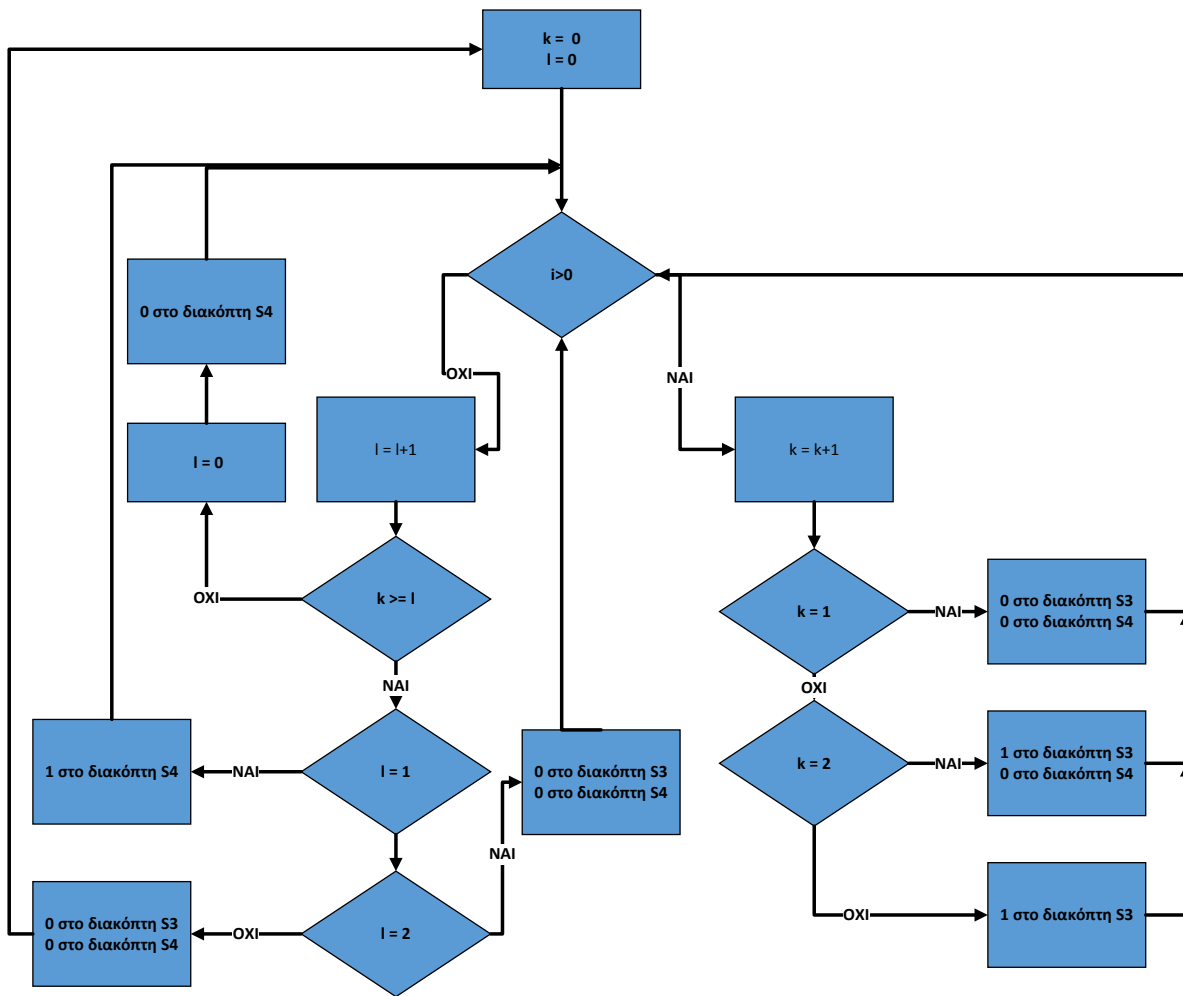 k = 0
l = 0
i>0
0 στο διακόπτη S4
ΟΧΙ
ΝΑΙ
l = l+1
k = k+1
l = 0
k >= l
ΟΧΙ
k = 1
ΝΑΙ
0 στο διακόπτη S3
0 στο διακόπτη S4
ΝΑΙ
ΟΧΙ
1 στο διακόπτη S4
ΝΑΙ
l = 1
0 στο διακόπτη S3
0 στο διακόπτη S4
k = 2
ΝΑΙ
1 στο διακόπτη S3
0 στο διακόπτη S4
ΝΑΙ
0 στο διακόπτη S3
0 στο διακόπτη S4
ΟΧΙ
l = 2
ΟΧΙ
1 στο διακόπτη S3